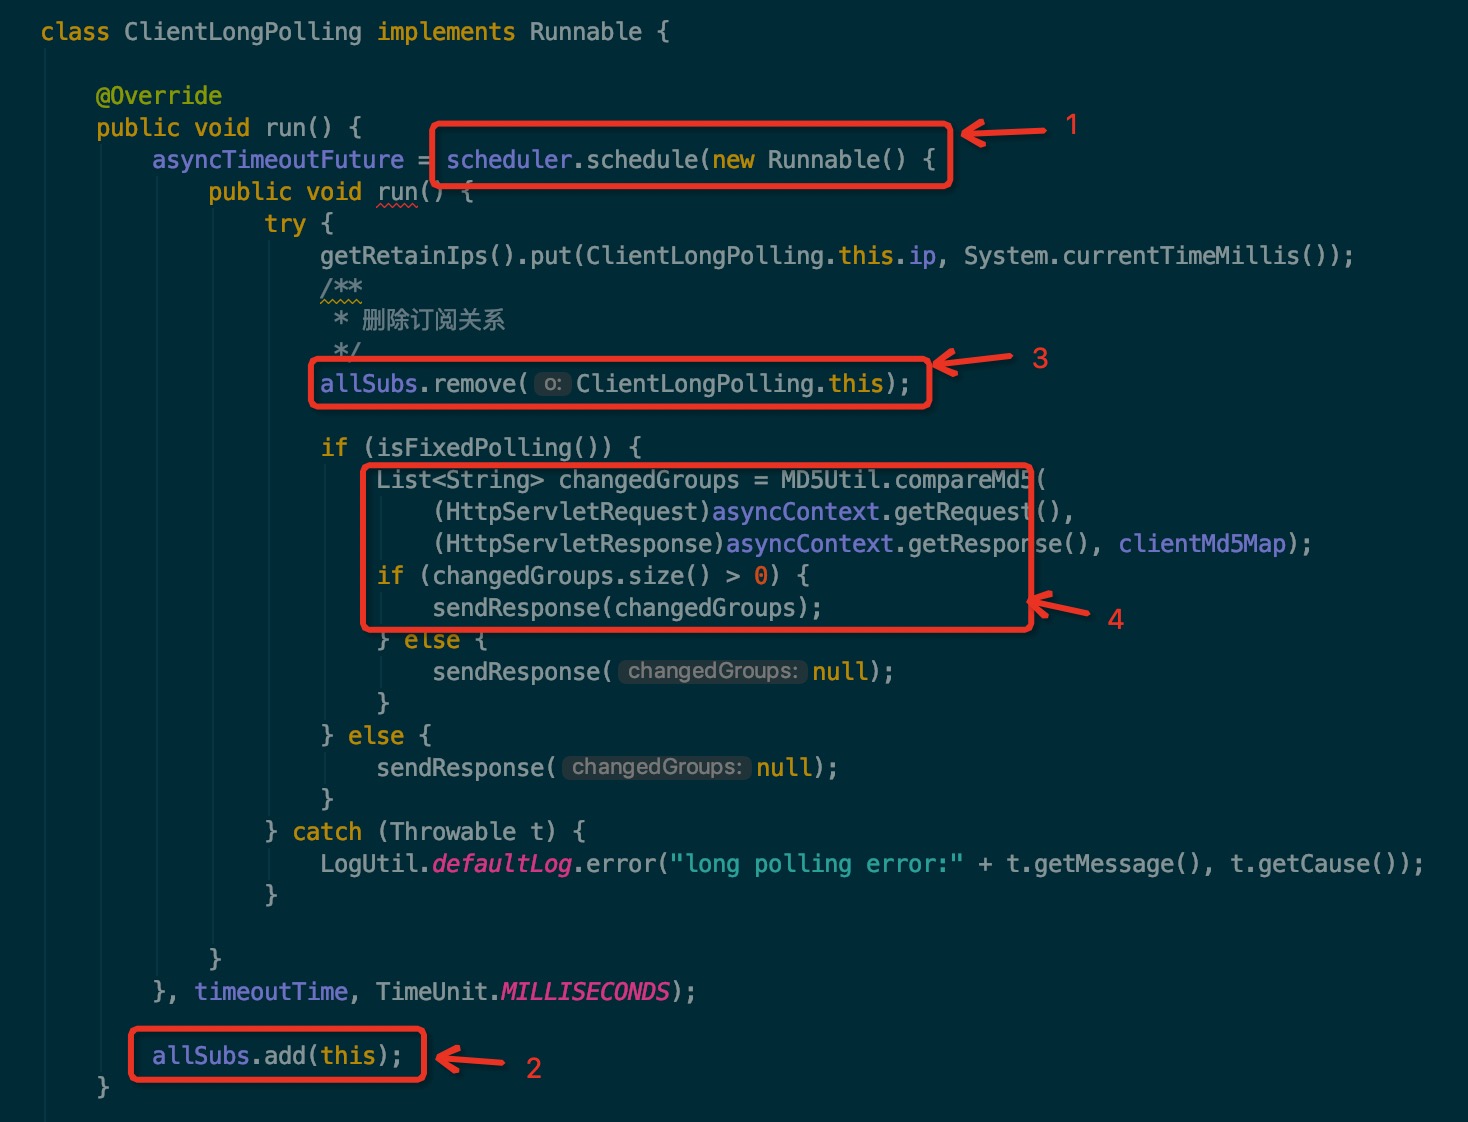 class ClientLongPolling implements Runnable {
@Override
public void run() {
asyncTimeoutFuture = scheduler.schedule(new Runnable() {
1
public void run() {
try {
getRetainIps().put(ClientLongPolling.this.ip, System.currentTimeMillis());
/**
* 删除订阅关系
*/
allSubs.remove( o: ClientLongPolling.this);
3
if (isFixedPolling()) {
List<String> changedGroups = MD5Util.compareMd5(
(HttpServletRequest)asyncContext.getRequest(),
(HttpServletResponse)asyncContext.getResponse(), clientMd5Map);
if (changedGroups.size() > 0) {
sendResponse(changedGroups);
4
} else {
sendResponse( changedGroups: null);
}
} else {
sendResponse( changedGroups: null);
}
} catch (Throwable t) {
LogUtil.defaultLog.error("long polling error:" + t.getMessage(), t.getCause());
}
}
}, timeoutTime, TimeUnit.MILLISECONDS);
allSubs.add(this);
2
}